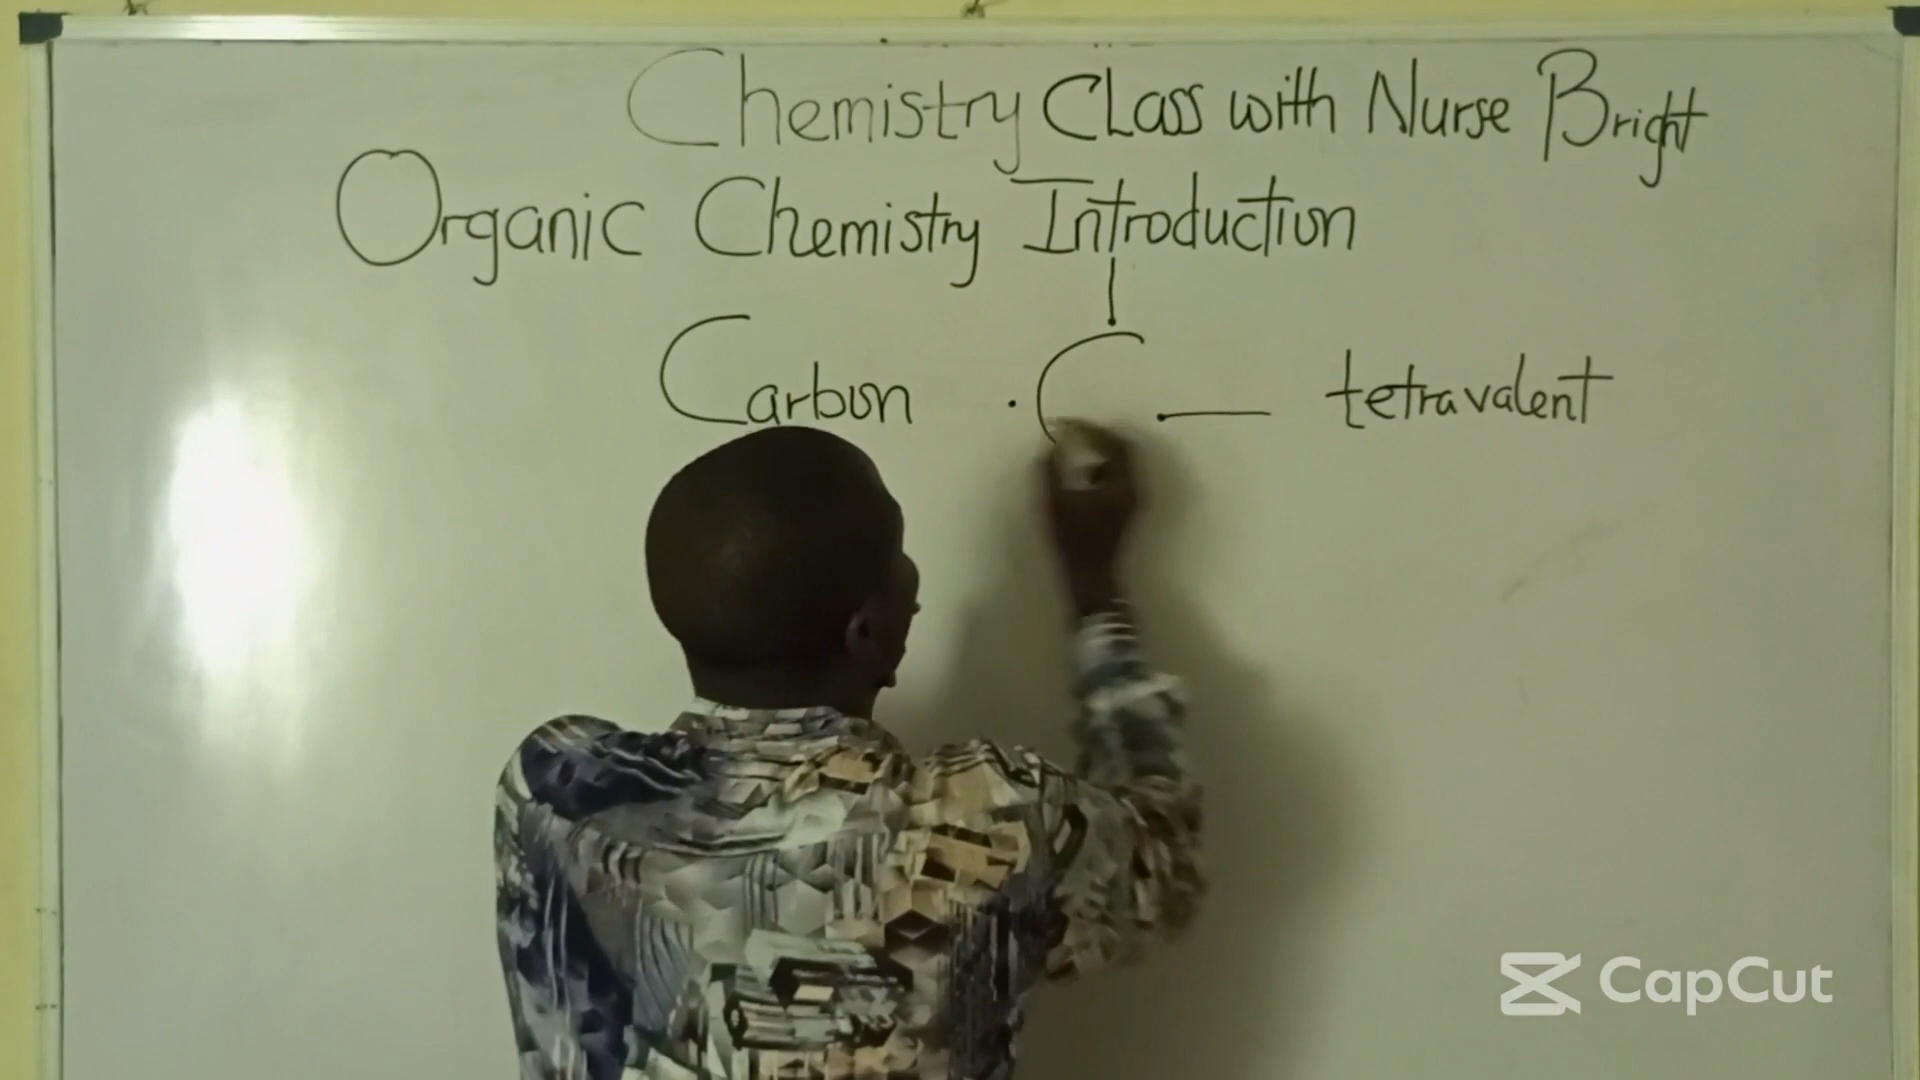 Chemistry Class with Nurse Bright
Organic Chemistry Introduction
Carbon C tetravalent
CapCut